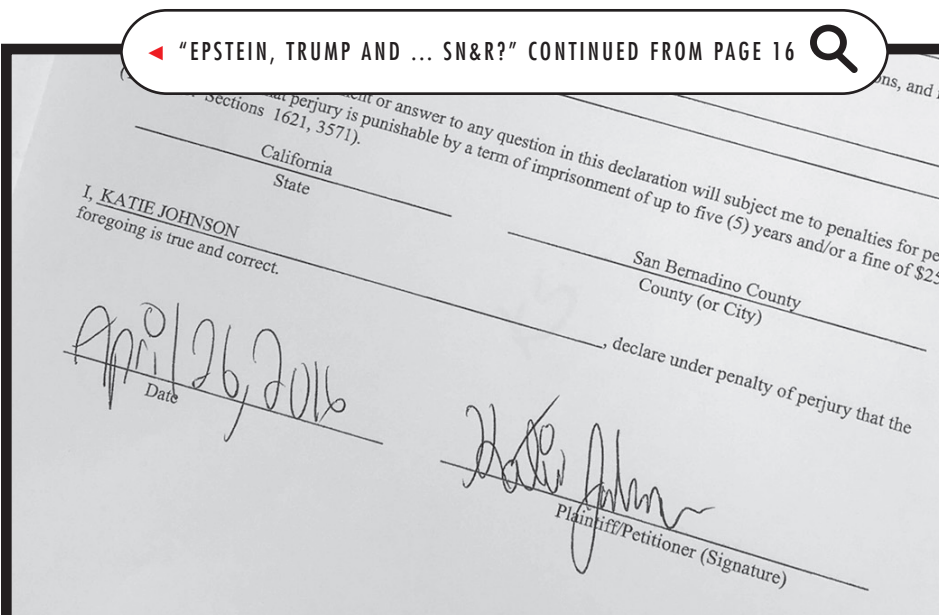 "EPSTEIN, TRUMP AND ... SN&R?" CONTINUED FROM PAGE 16
ons, and
or answer to any question in this declaration will subject me to penalties for pe
perjury is punishable by a term of imprisonment of up to five (5) years and/or a fine of $25
Sections 1621, 3571).
California
State
San Bernadino County
County (or City)
I, KATIE JOHNSON
, declare under penalty of perjury that the
foregoing is true and correct.
April 26, 2016
Date
Katie Johnson
Plaintiff/Petitioner (Signature)